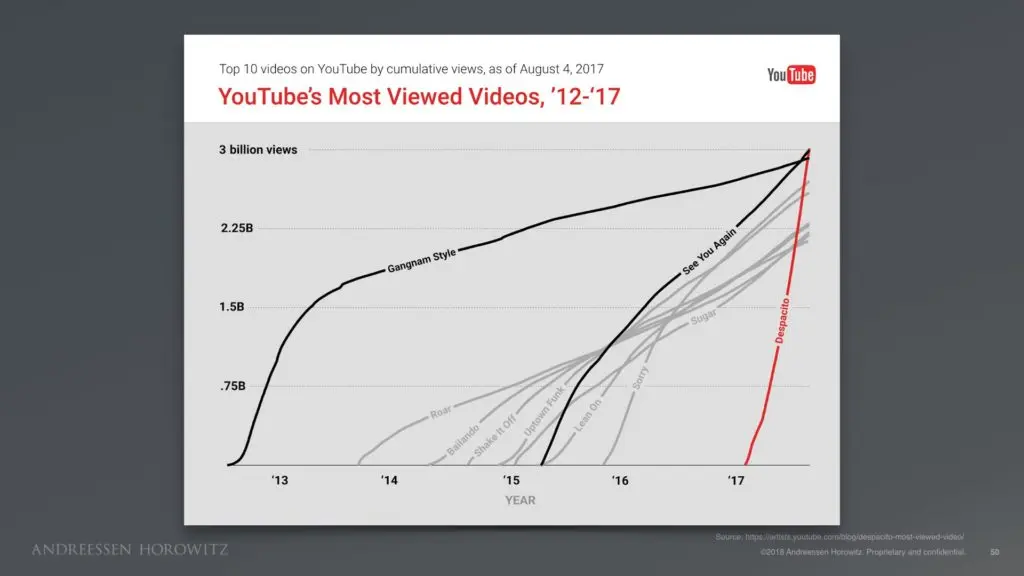 Top 10 videos on YouTube by cumulative views, as of August 4, 2017
YouTube's Most Viewed Videos, ’12-‘17
YouTube
3 billion views
2.25B
1.5B
.75B
Gangnam Style
See You Again
Sugar
Despacito
Roar
Bailando
Shake It Off
Uptown Funk
Lean On
Sorry
‘13
‘14
‘15
‘16
‘17
YEAR
ANDREESSEN HOROWITZ
Source: https://artists.youtube.com/blog/despacito-most-viewed-video/
©2018 Andreessen Horowitz. Proprietary and confidential.
50